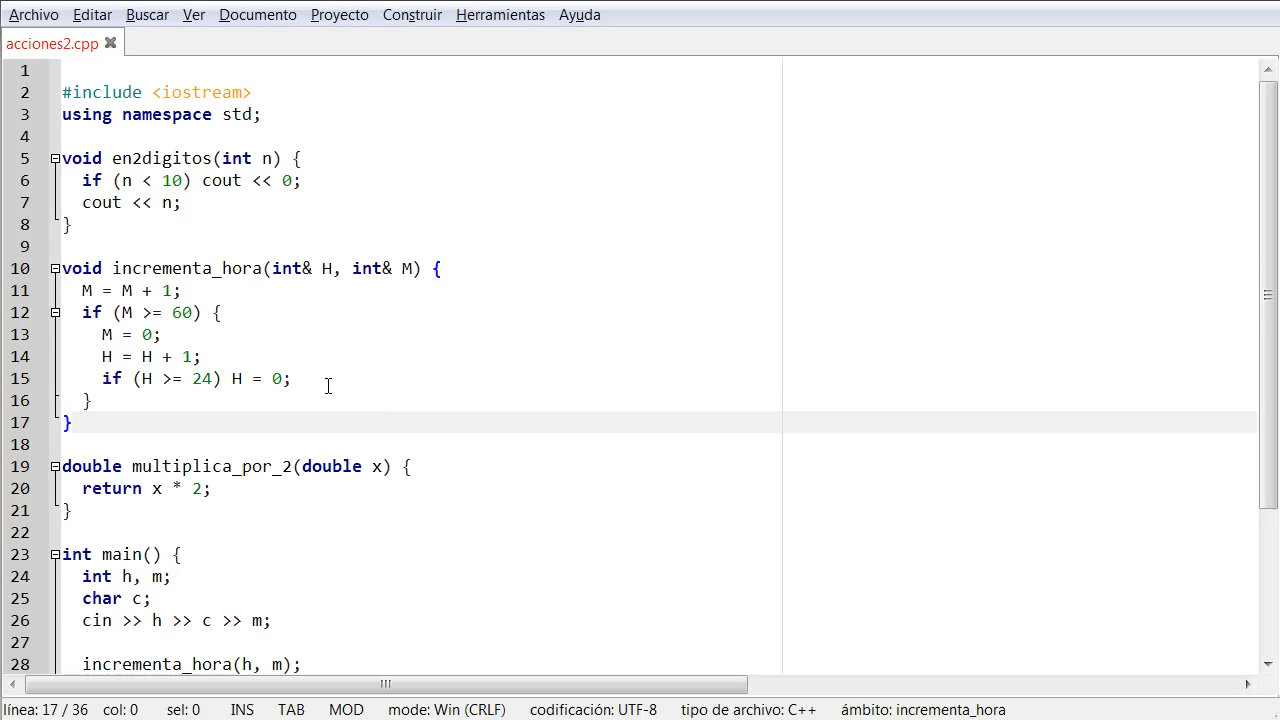 Archivo Editar Buscar Ver Documento Proyecto Construir Herramientas Ayuda
acciones2.cpp
1
2 #include <iostream>
3 using namespace std;
4
5 void en2digitos(int n) {
6   if (n < 10) cout << 0;
7   cout << n;
8 }
9
10 void incrementa_hora(int& H, int& M) {
11   M = M + 1;
12   if (M >= 60) {
13     M = 0;
14     H = H + 1;
15     if (H >= 24) H = 0;
16   }
17 }
18
19 double multiplica_por_2(double x) {
20   return x * 2;
21 }
22
23 int main() {
24   int h, m;
25   char c;
26   cin >> h >> c >> m;
27
28   incrementa_hora(h, m);
línea: 17 / 36 col: 0 sel: 0 INS TAB MOD mode: Win (CRLF) codificación: UTF-8 tipo de archivo: C++ ámbito: incrementa_hora